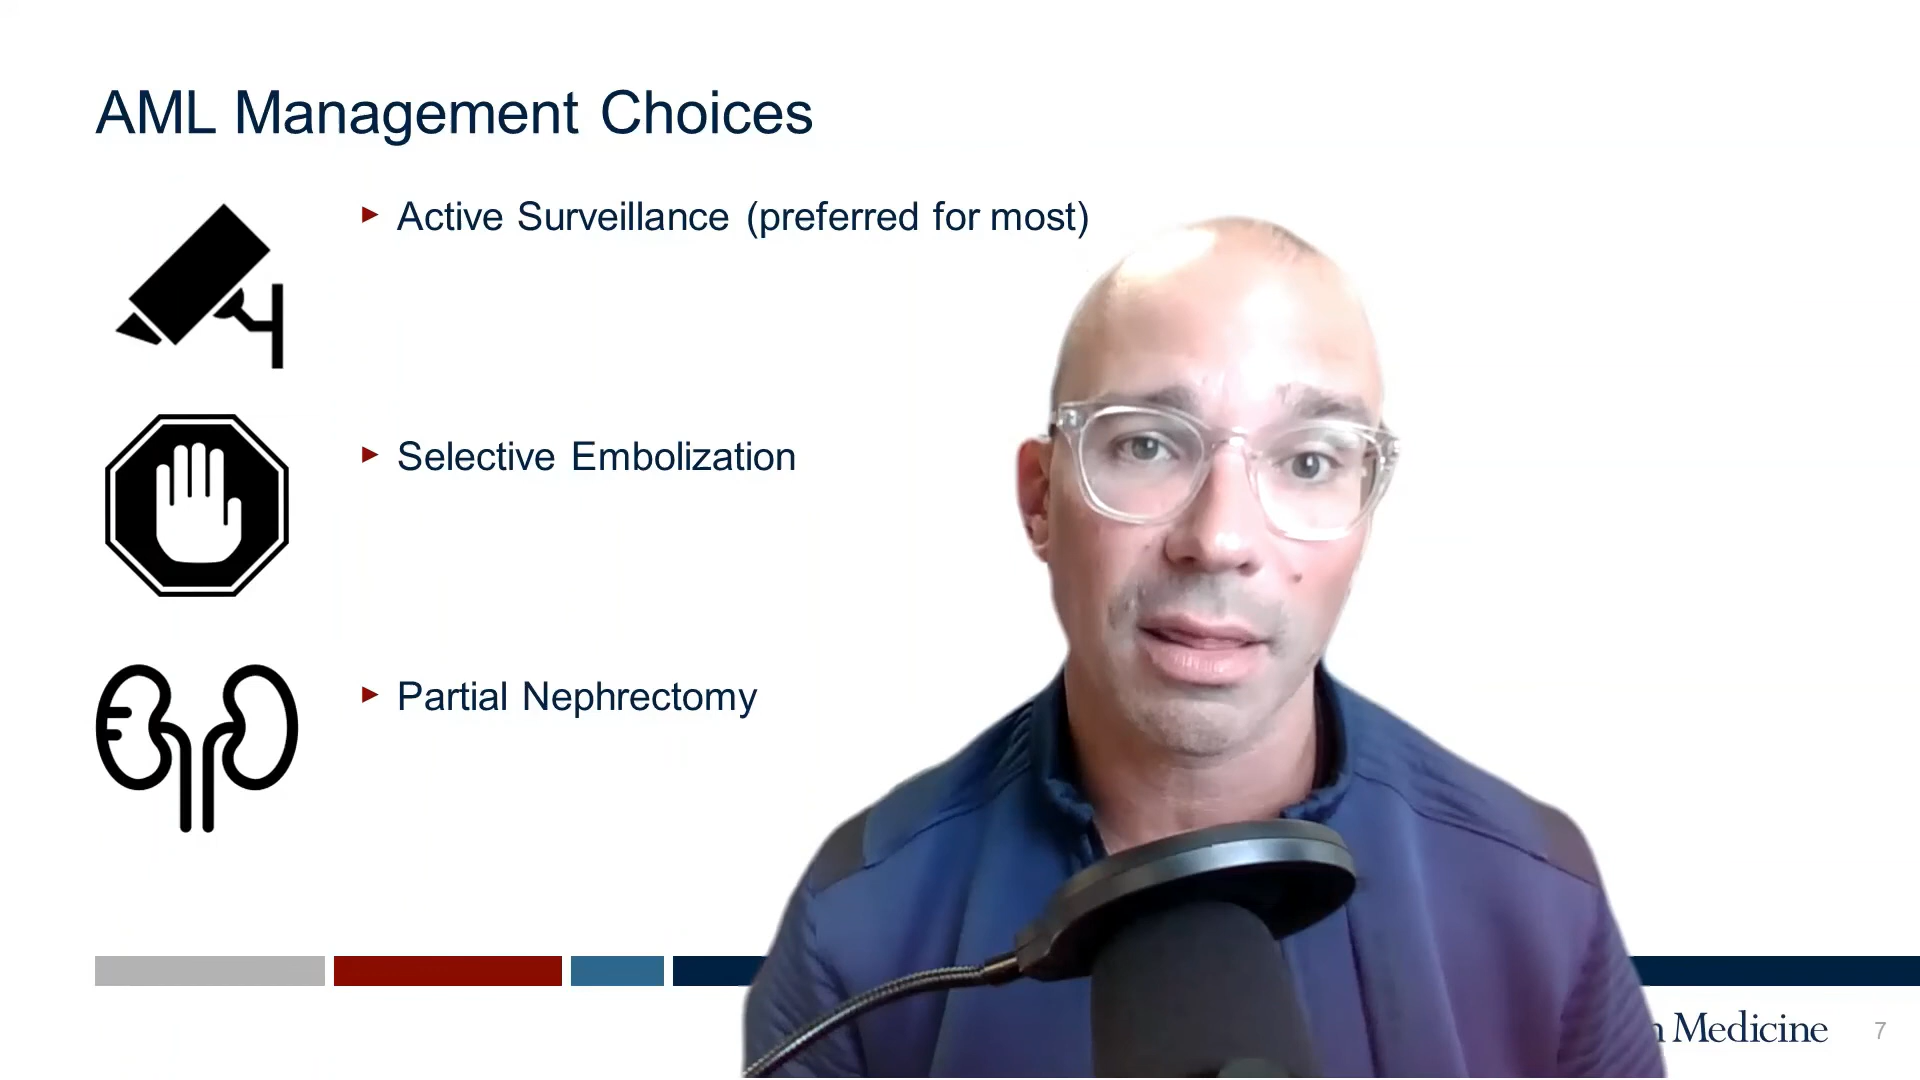 AML Management Choices
▸ Active Surveillance (preferred for most)
▸ Selective Embolization
▸ Partial Nephrectomy
Medicine
7